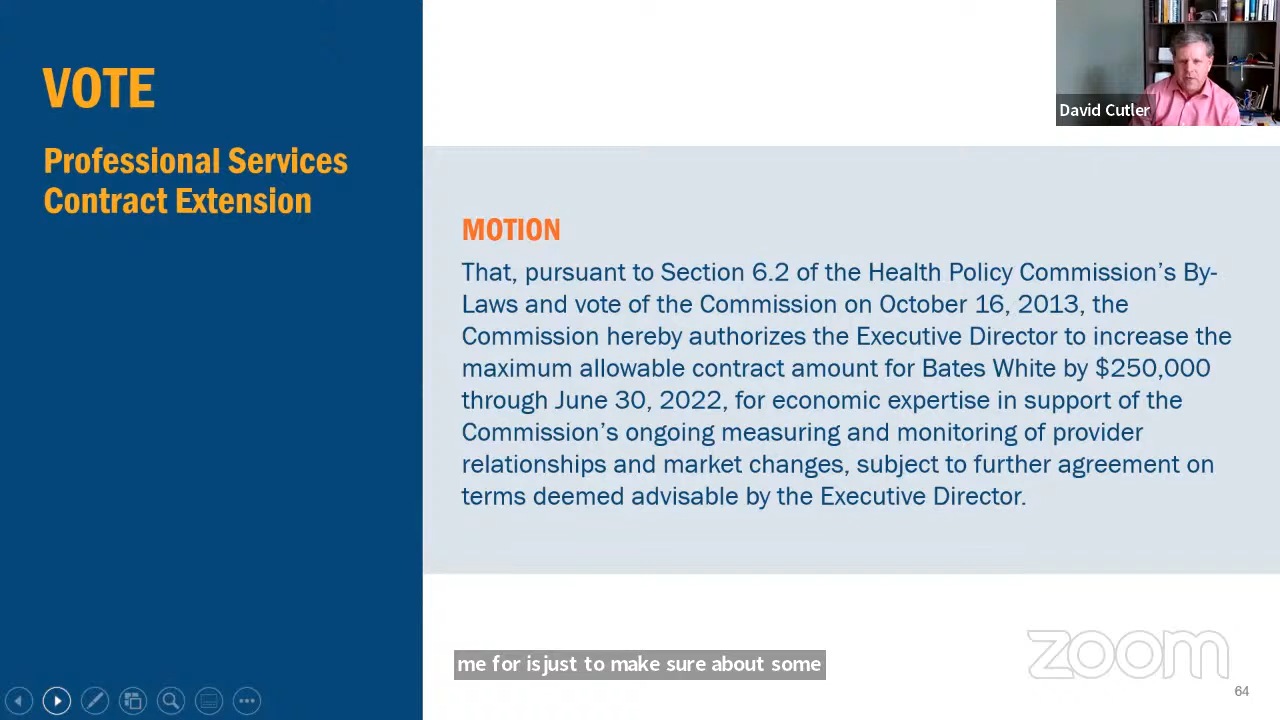 VOTE
Professional Services
Contract Extension
David Cutler
MOTION
That, pursuant to Section 6.2 of the Health Policy Commission's By-
Laws and vote of the Commission on October 16, 2013, the
Commission hereby authorizes the Executive Director to increase the
maximum allowable contract amount for Bates White by $250,000
through June 30, 2022, for economic expertise in support of the
Commission's ongoing measuring and monitoring of provider
relationships and market changes, subject to further agreement on
terms deemed advisable by the Executive Director.
me for is just to make sure about some
zoom
64